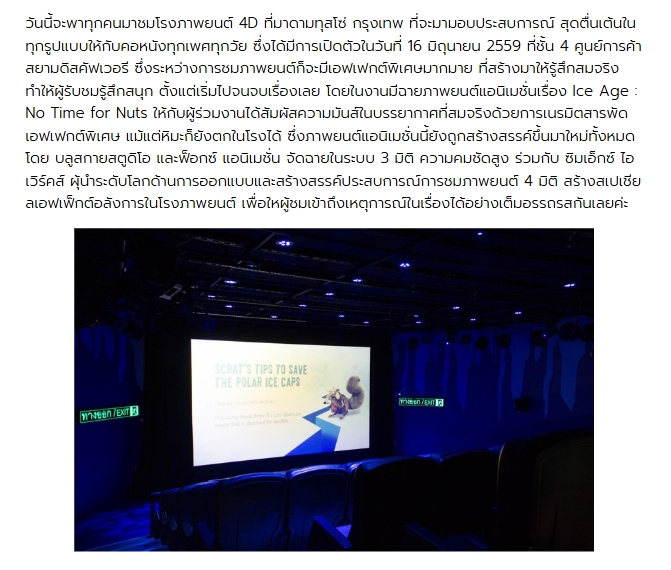 วันนี้จะพาทุกคนมาชมโรงภาพยนต์ 4D ที่มาดามทุสโซ่ กรุงเทพ ที่จะมามอบประสบการณ์ สุดตื่นเต้นใน
ทุกรูปแบบให้กับคอหนังทุกเพศทุกวัย ซึ่งได้มีการเปิดตัวในวันที่ 16 มิถุนายน 2559 ที่ชั้น 4 ศูนย์การค้า
สยามดิสคัฟเวอรี ซึ่งระหว่างการชมภาพยนต์ก็จะมีเอฟเฟกต์พิเศษมากมาย ที่สร้างมาให้รู้สึกสมจริง
ทำให้ผู้รับชมรู้สึกสนุก ตั้งแต่เริ่มไปจนจบเรื่องเลย โดยในงานมีฉายภาพยนต์แอนิเมชั่นเรื่อง Ice Age :
No Time for Nuts ให้กับผู้ร่วมงานได้สัมผัสความมันส์ในบรรยากาศที่สมจริงด้วยการเนรมิตสารพัด
เอฟเฟกต์พิเศษ แม้แต่หิมะก็ยังตกในโรงได้ ซึ่งภาพยนต์แอนิเมชั่นนี้ยังถูกสร้างสรรค์ขึ้นมาใหม่ทั้งหมด
โดย บลูสกายสตูดิโอ และฟ็อกซ์ แอนิเมชั่น จัดฉายในระบบ 3 มิติ ความคมชัดสูง ร่วมกับ ซิมเอ็กซ์ ไอ
เวิร์คส์ ผู้นำระดับโลกด้านการออกแบบและสร้างสรรค์ประสบการณ์การชมภาพยนต์ 4 มิติ สร้างสเปเชีย
ลเอฟเฟ็กต์อลังการในโรงภาพยนต์ เพื่อให้ผู้ชมเข้าถึงเหตุการณ์ในเรื่องได้อย่างเต็มอรรถรสกันเลยค่ะ
SCRAT'S TIPS TO SAVE
THE POLAR ICE CAPS
ทางออก / EXIT
ทางออก / EXIT